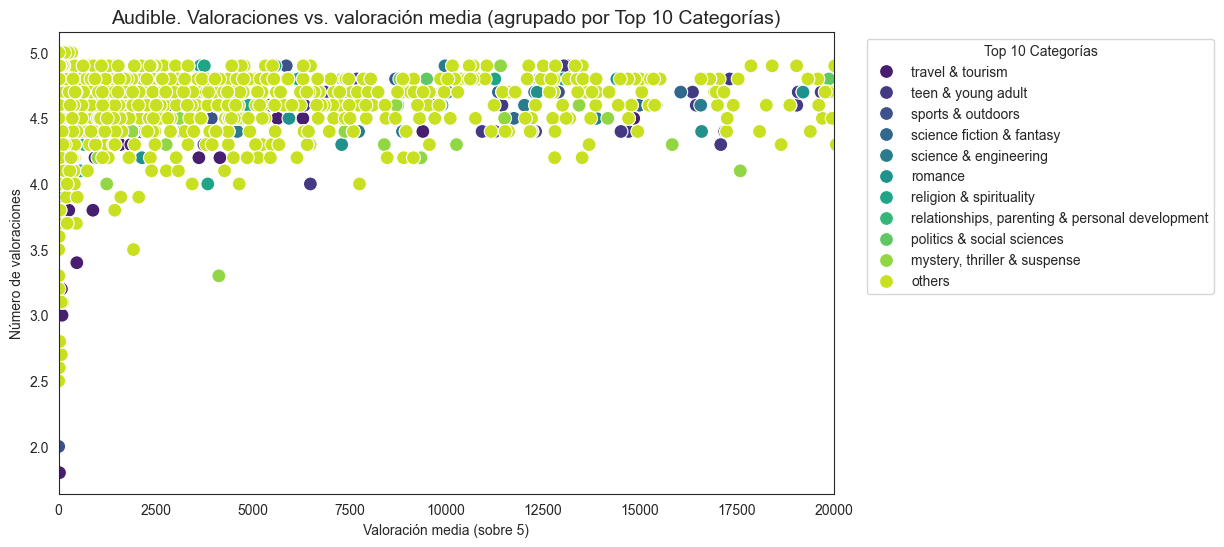 Audible. Valoraciones vs. valoración media (agrupado por Top 10 Categorías)
Número de valoraciones
5.0
4.5
4.0
3.5
3.0
2.5
2.0
0
2500
5000
7500
10000
12500
15000
17500
20000
Valoración media (sobre 5)
Top 10 Categorías
travel & tourism
teen & young adult
sports & outdoors
science fiction & fantasy
science & engineering
romance
religion & spirituality
relationships, parenting & personal development
politics & social sciences
mystery, thriller & suspense
others